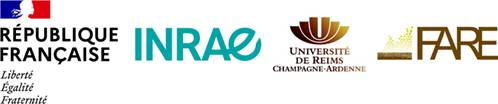 RÉPUBLIQUE
FRANÇAISE
Liberté
Égalité
Fraternité
INRAE
UNIVERSITÉ
DE REIMS
CHAMPAGNE-ARDENNE
FARE